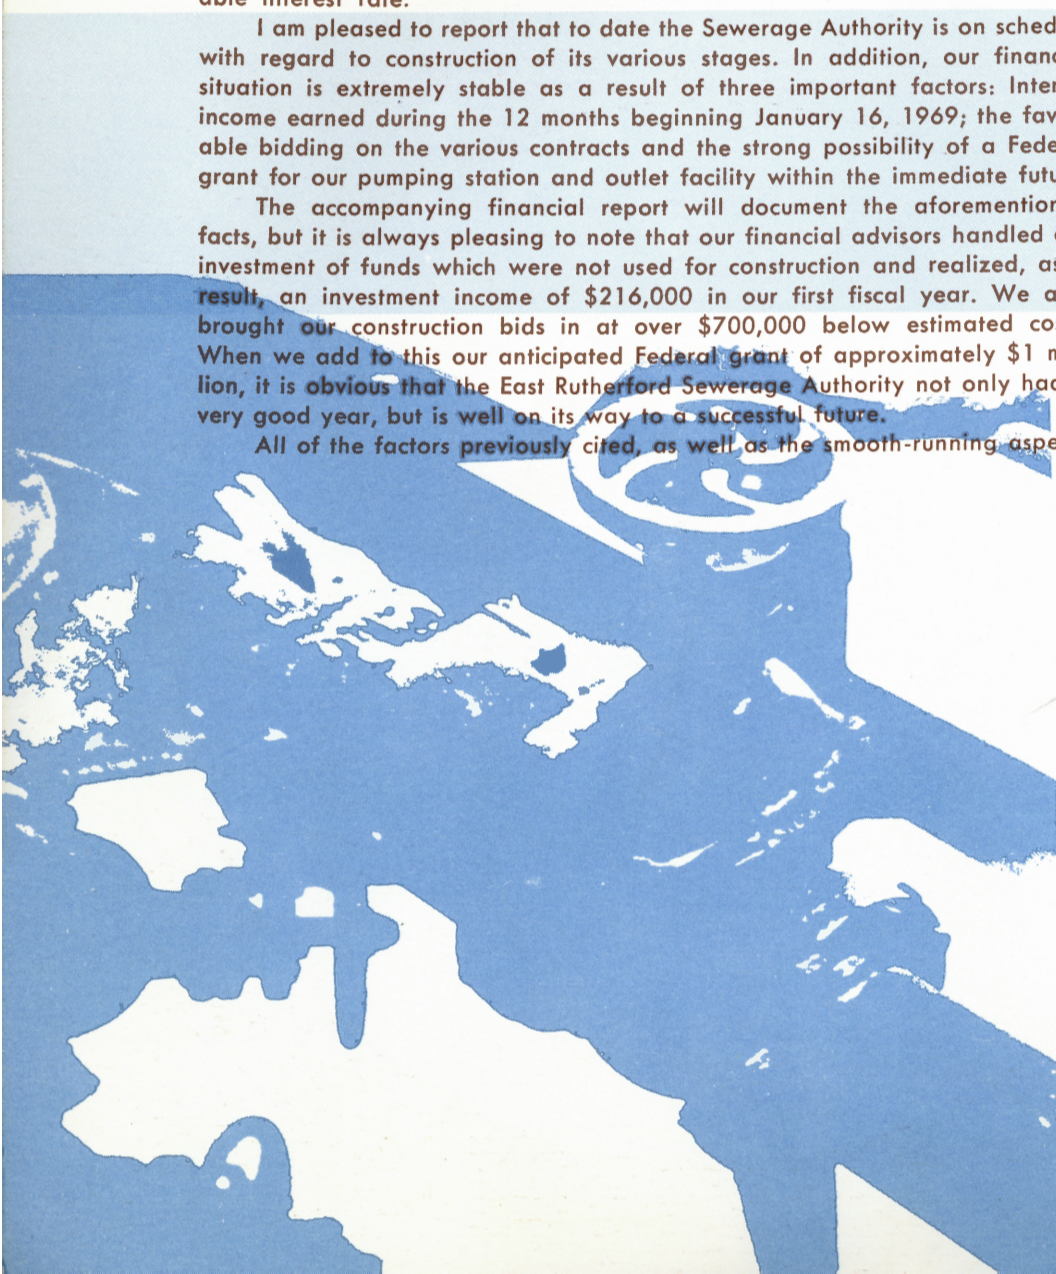 able interest rate.
I am pleased to report that to date the Sewerage Authority is on sched
with regard to construction of its various stages. In addition, our financ
situation is extremely stable as a result of three important factors: Inter
income earned during the 12 months beginning January 16, 1969; the fav
able bidding on the various contracts and the strong possibility of a Fede
grant for our pumping station and outlet facility within the immediate futu
The accompanying financial report will document the aforemention
facts, but it is always pleasing to note that our financial advisors handled
investment of funds which were not used for construction and realized, as
result, an investment income of $216,000 in our first fiscal year. We a
brought our construction bids in at over $700,000 below estimated co
When we add to this our anticipated Federal grant of approximately $1 m
lion, it is obvious that the East Rutherford Sewerage Authority not only had
very good year, but is well on its way to a successful future.
All of the factors previously cited, as well as the smooth-running aspe